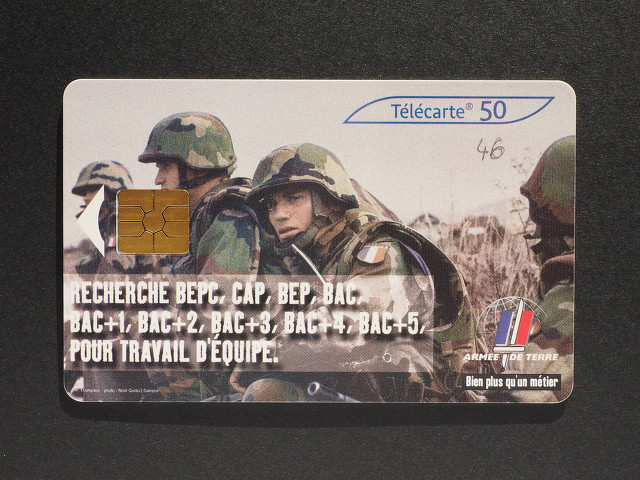 Télécarte® 50
46
RECHERCHE BEPC, CAP, BEP, BAC,
BAC+1, BAC+2, BAC+3, BAC+4, BAC+5,
POUR TRAVAIL D'ÉQUIPE.
ARMÉE DE TERRE
Bien plus qu'un métier